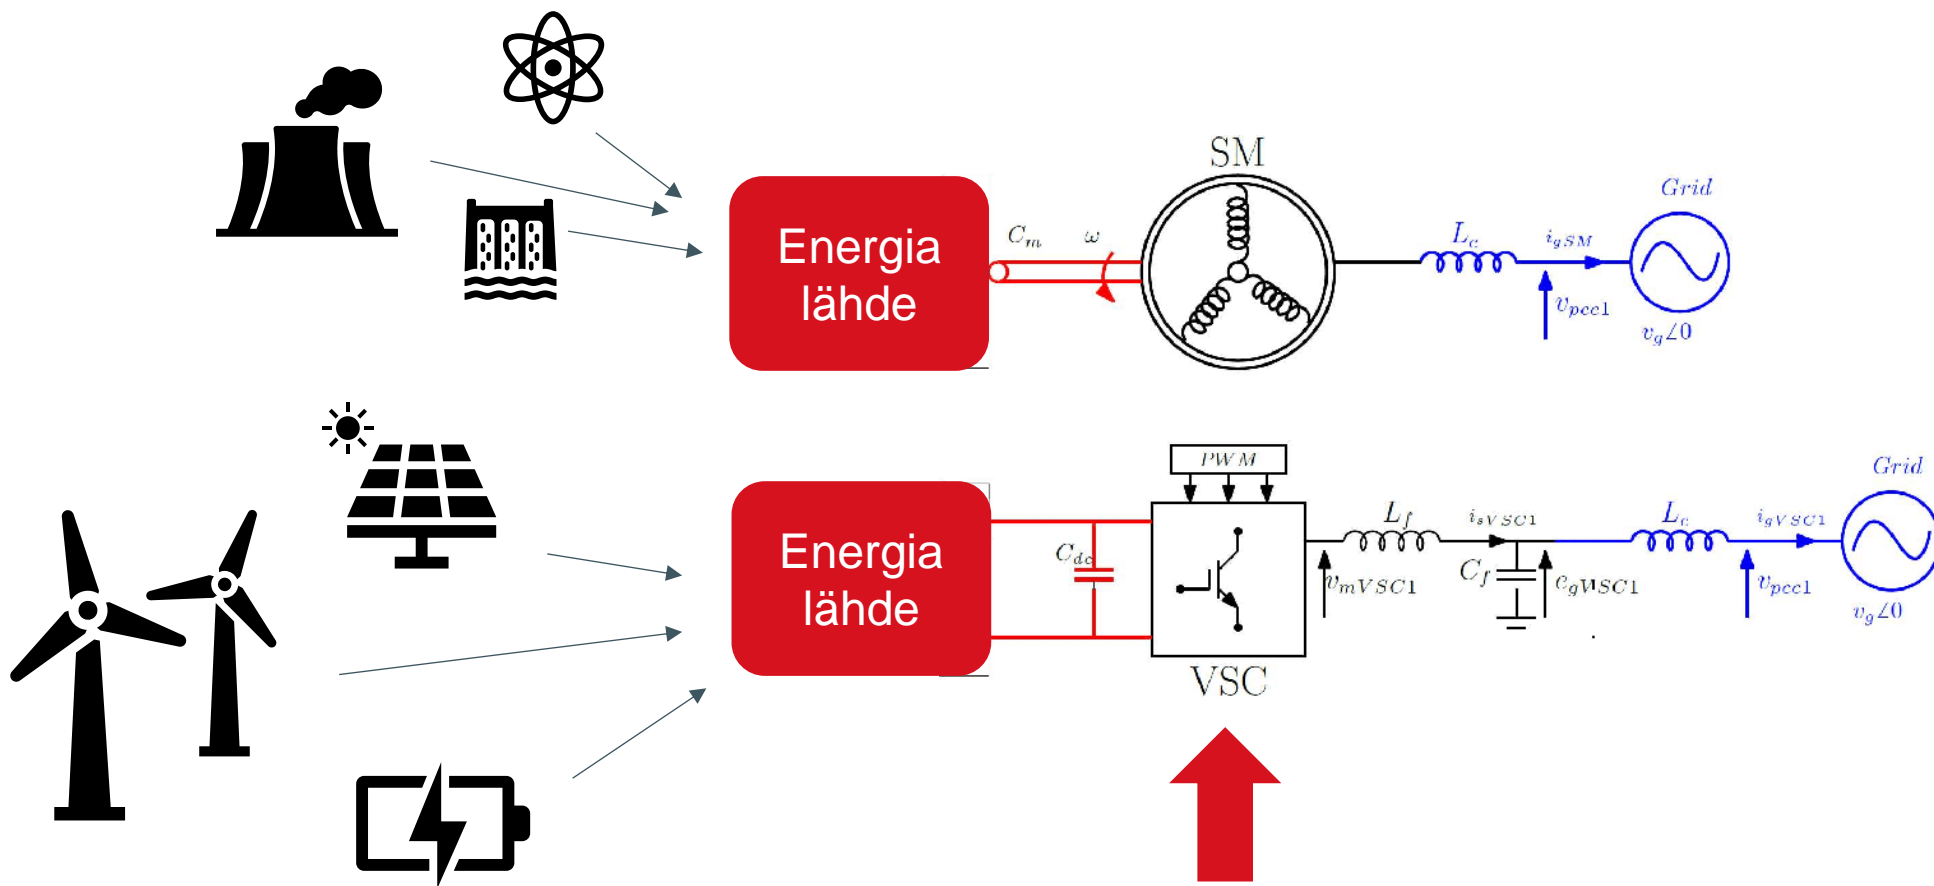 SM
Grid
Energia
lähde
C_m
ω
L_c
i_gSM
v_pcc1
v_g∠0
PWM
Grid
Energia
lähde
C_dc
L_f
i_sVSC1
L_c
i_gVSC1
v_mVSC1
C_f
e_gVSC1
v_pcc1
v_g∠0
VSC